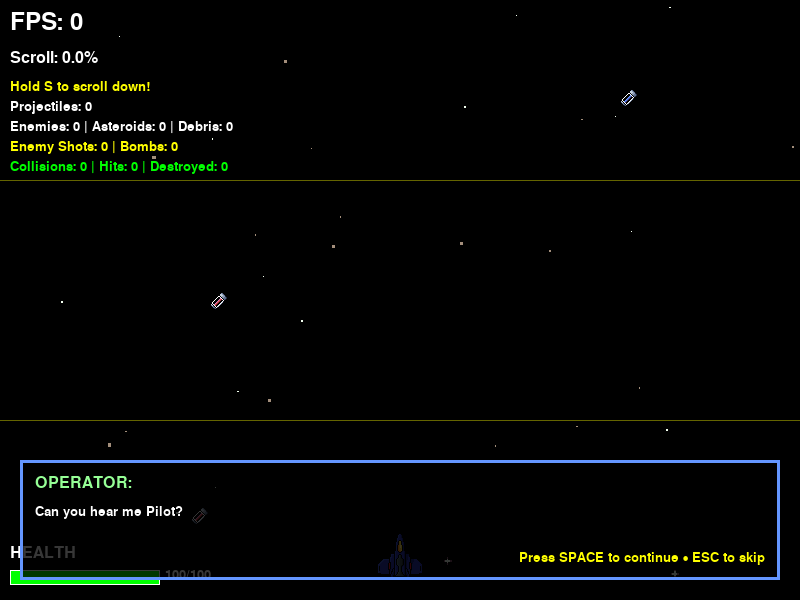 FPS: 0
Scroll: 0.0%
Hold S to scroll down!
Projectiles: 0
Enemies: 0 | Asteroids: 0 | Debris: 0
Enemy Shots: 0 | Bombs: 0
Collisions: 0 | Hits: 0 | Destroyed: 0
OPERATOR:
Can you hear me Pilot?
HEALTH
Press SPACE to continue • ESC to skip
100/100